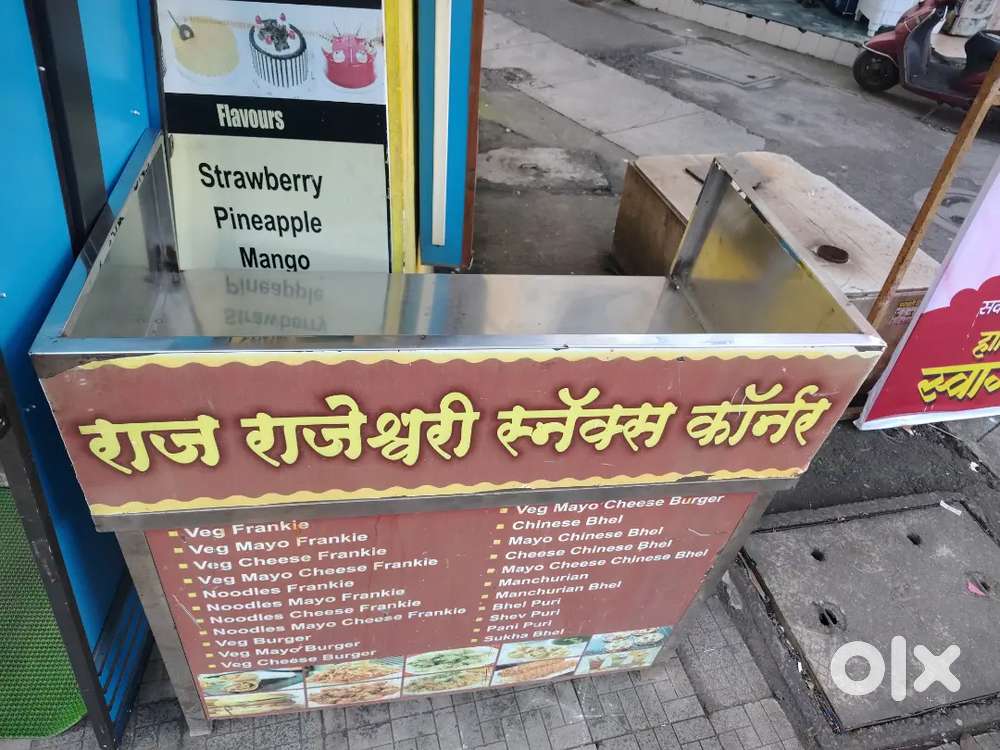 Flavours
Strawberry
Pineapple
Mango
राज राजेश्वरी स्नॅक्स कॉर्नर
Veg Frankie
Veg Mayo Frankie
Veg Cheese Frankie
Veg Mayo Cheese Frankie
Noodles Frankie
Noodles Mayo Frankie
Noodles Cheese Frankie
Noodles Mayo Cheese Frankie
Veg Burger
Veg Mayo Burger
Veg Cheese Burger
Veg Mayo Cheese Burger
Chinese Bhel
Mayo Chinese Bhel
Cheese Chinese Bhel
Mayo Cheese Chinese Bhel
Manchurian
Manchurian Bhel
Bhel Puri
Shev Puri
Pani Puri
Sukha Bhel
olx